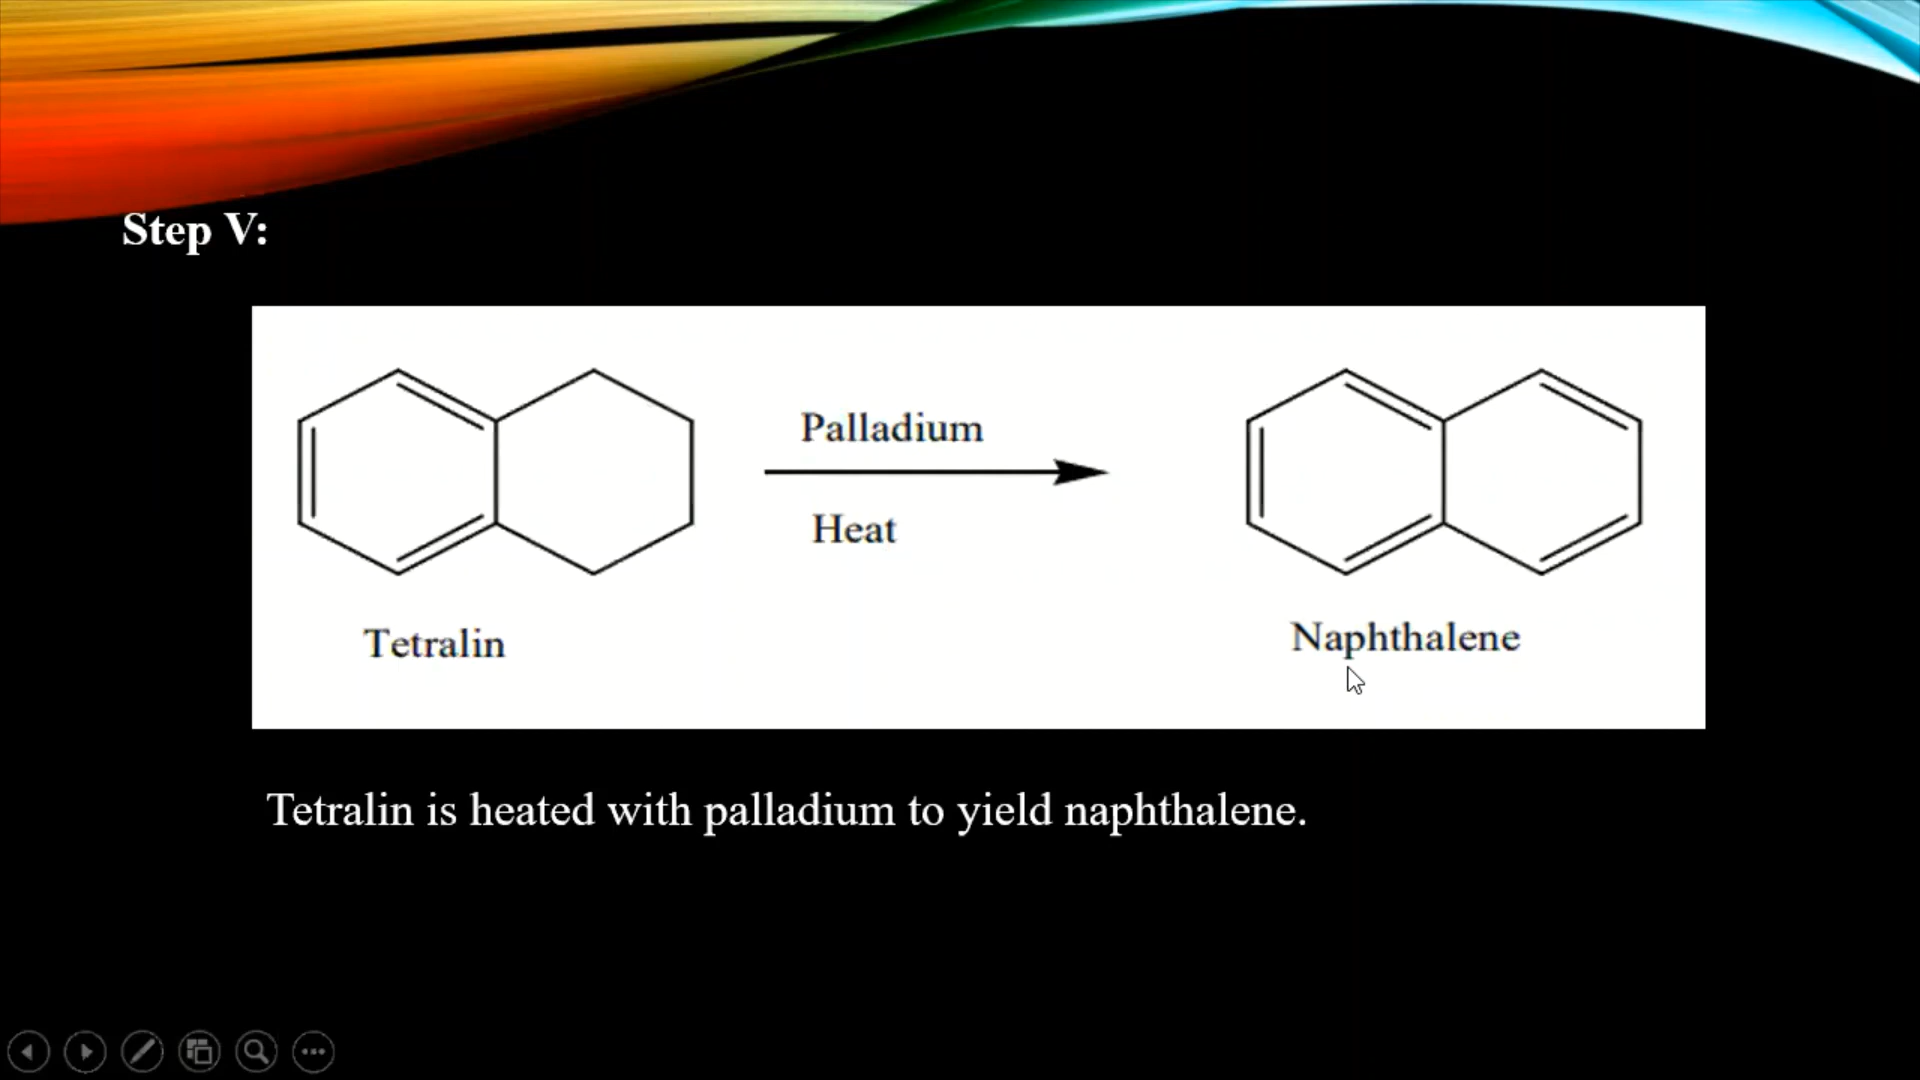 Step V:
Palladium
Heat
Tetralin
Naphthalene
Tetralin is heated with palladium to yield naphthalene.